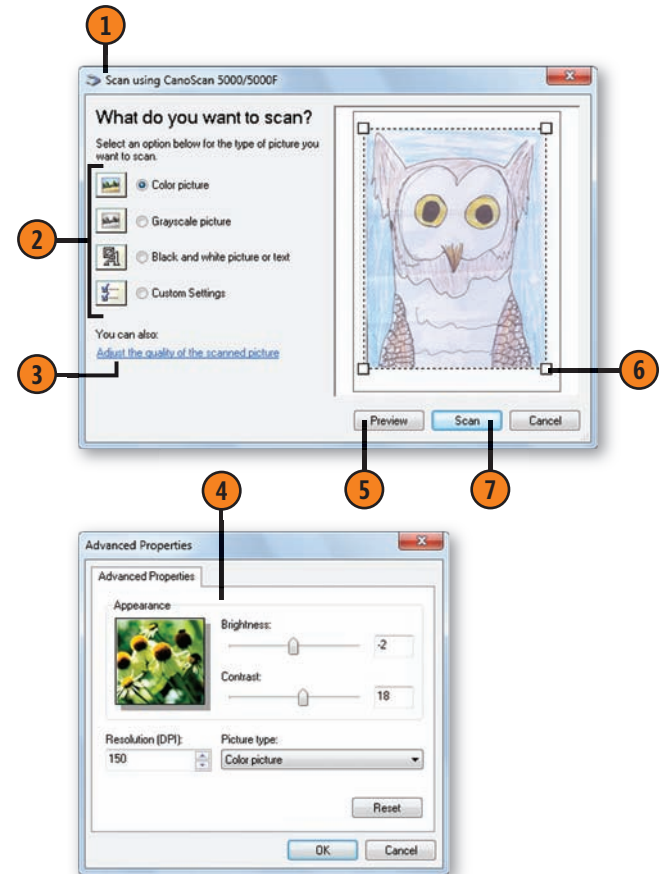 1
Scan using CanoScan 5000/5000F
What do you want to scan?
Select an option below for the type of picture you
want to scan.
Color picture
2
Grayscale picture
Black and white picture or text
Custom Settings
You can also:
Adjust the quality of the scanned picture
3
6
Preview Scan Cancel
4 5 7
Advanced Properties
Advanced Properties
Appearance
Brightness:
-2
Contrast:
18
Resolution (DPI): Picture type:
150 Color picture
Reset
OK Cancel